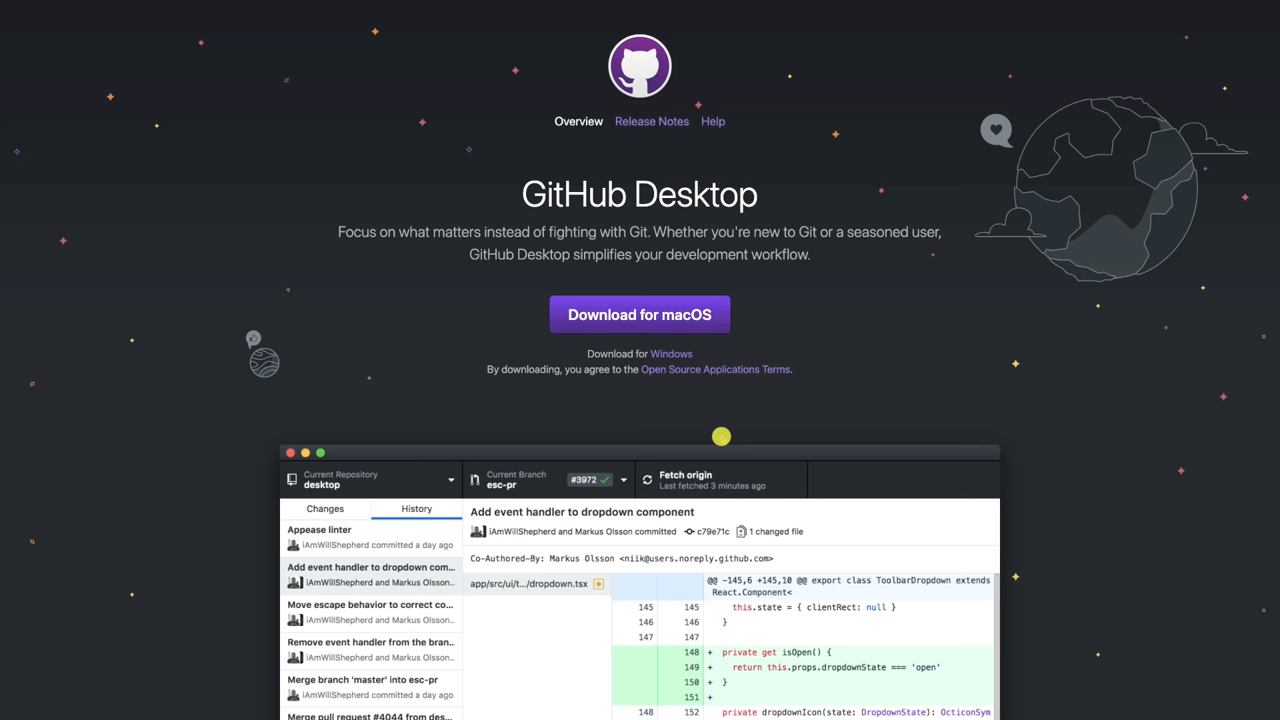 Overview Release Notes Help
GitHub Desktop
Focus on what matters instead of fighting with Git. Whether you're new to Git or a seasoned user,
GitHub Desktop simplifies your development workflow.
Download for macOS
Download for Windows
By downloading, you agree to the Open Source Applications Terms.
Current Repository
desktop
Current Branch
esc-pr
#3972
Fetch origin
Last fetched 3 minutes ago
Changes
History
Appease linter
iAmWillShepherd committed a day ago
Add event handler to dropdown com...
iAmWillShepherd and Markus Olsson...
Move escape behavior to correct co...
iAmWillShepherd and Markus Olsson...
Remove event handler from the bran...
iAmWillShepherd and Markus Olsson...
Merge branch 'master' into esc-pr
iAmWillShepherd committed a day ago
Merge pull request #4044 from des...
Add event handler to dropdown component
iAmWillShepherd and Markus Olsson committed c79e71c 1 changed file
Co-Authored-By: Markus Olsson <niik@users.noreply.github.com>
app/src/ui/t.../dropdown.tsx
@@ -145,6 +145,10 @@ export class ToolbarDropdown extends
React.Component<
145 145 this.state = { clientRect: null }
146 146 }
147 147
148 + private get isOpen() {
149 + return this.props.dropdownState === 'open'
150 + }
151 +
148 152 private dropdownIcon(state: DropdownState): OcticonSym